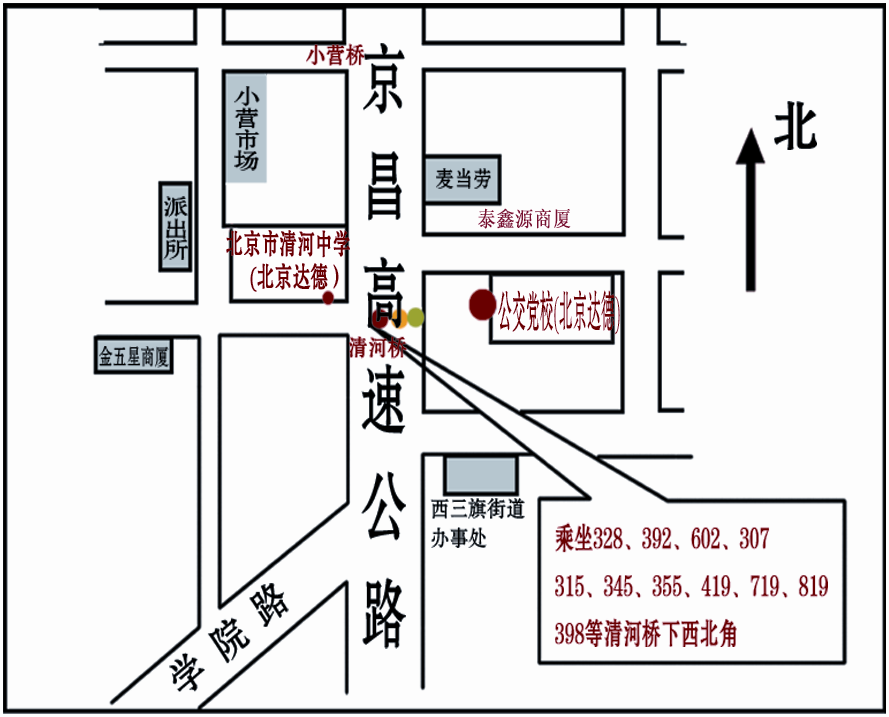 小营桥
京昌高速公路
北
小营市场
麦当劳
派出所
泰鑫源商厦
北京市清河中学
(北京达德）
公交党校(北京达德)
清河桥
金五星商厦
西三旗街道
办事处
学院路
乘坐328、392、602、307
315、345、355、419、719、819
398等清河桥下西北角